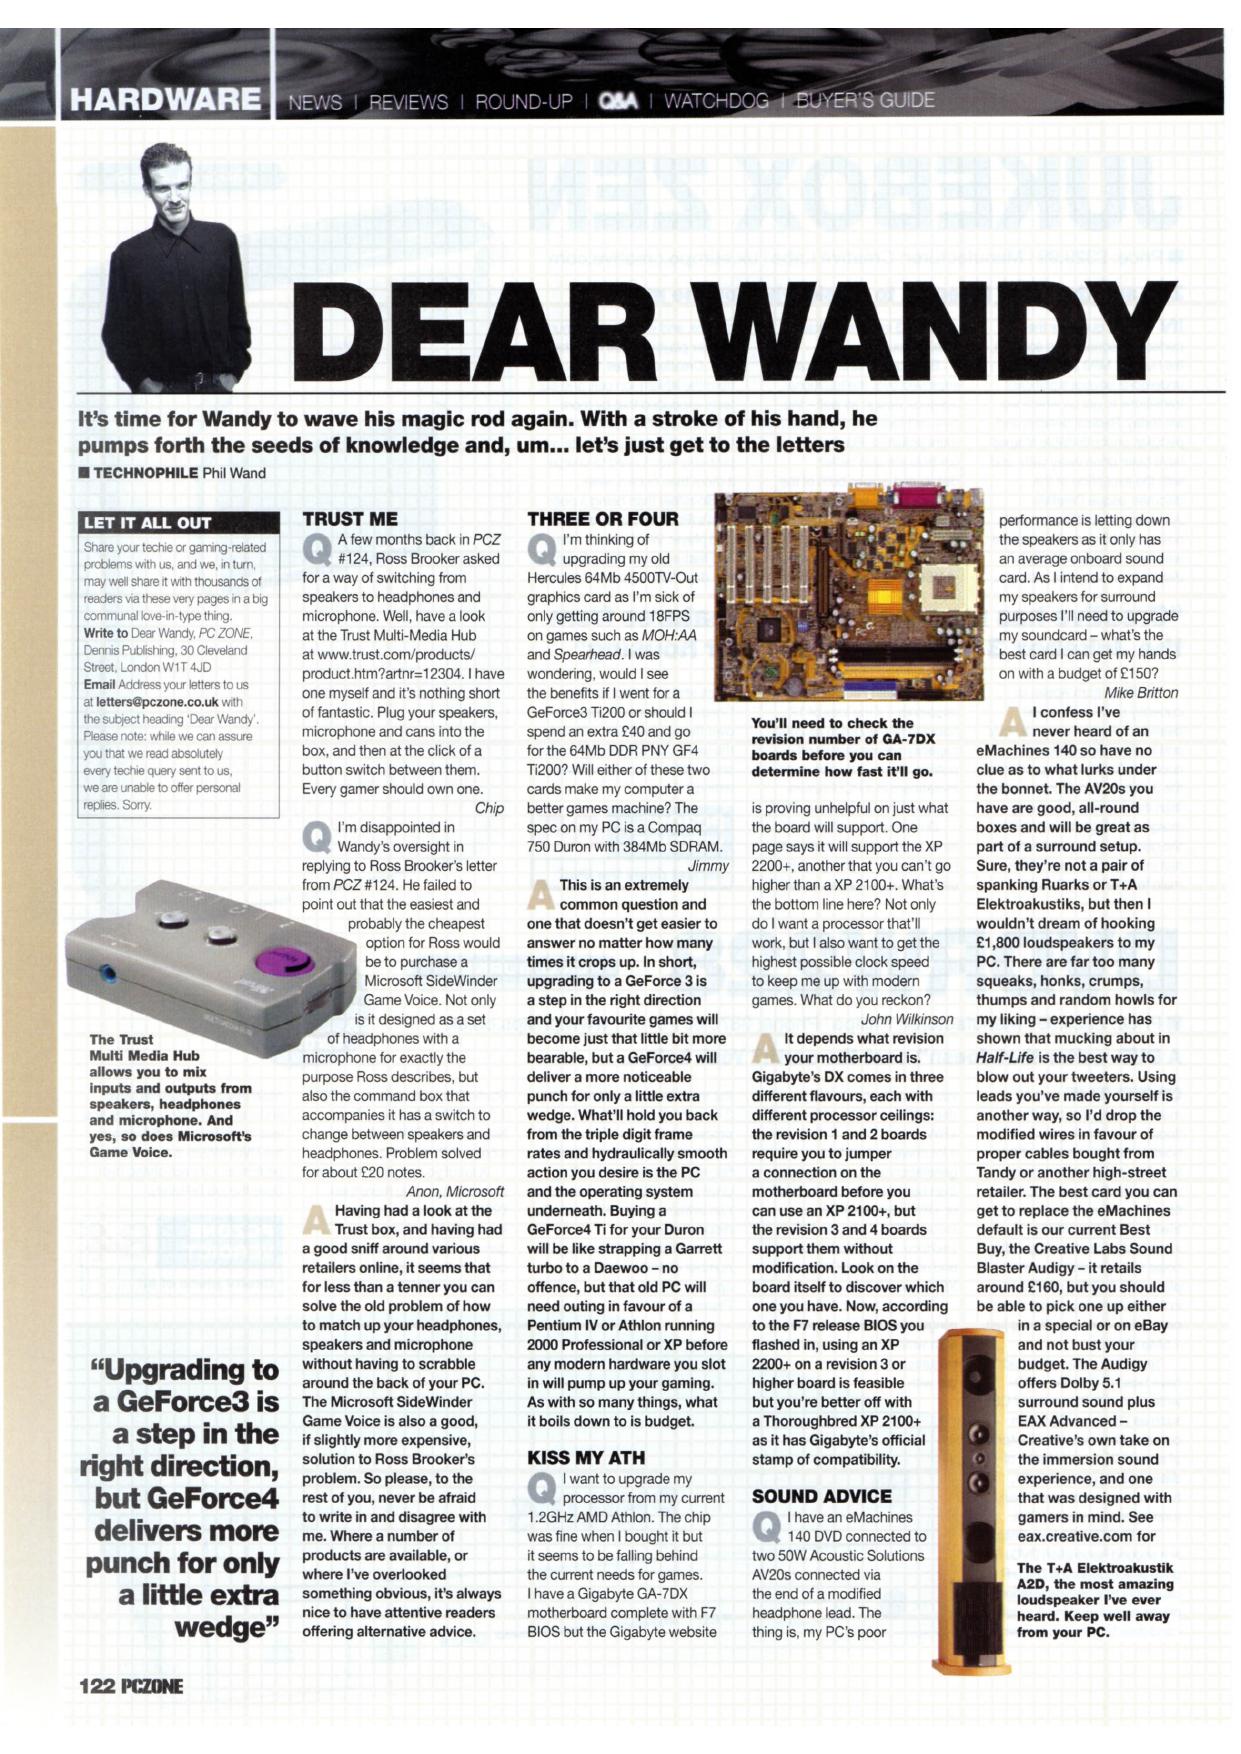 HARDWARE
NEWS | REVIEWS | ROUND-UP | Q&A | WATCHDOG | BUYER'S GUIDE
DEAR WANDY
It's time for Wandy to wave his magic rod again. With a stroke of his hand, he
pumps forth the seeds of knowledge and, um... let's just get to the letters
■ TECHNOPHILE Phil Wand
LET IT ALL OUT
Share your techie or gaming-related
problems with us, and we, in turn,
may well share it with thousands of
readers via these very pages in a big
communal love-in-type thing.
Write to Dear Wandy, PC ZONE,
Dennis Publishing, 30 Cleveland
Street, London W1T 4JD
Email Address your letters to us
at letters@pczone.co.uk with
the subject heading 'Dear Wandy'.
Please note: while we can assure
you that we read absolutely
every techie query sent to us,
we are unable to offer personal
replies. Sorry.
The Trust
Multi Media Hub
allows you to mix
inputs and outputs from
speakers, headphones
and microphone. And
yes, so does Microsoft's
Game Voice.
"Upgrading to
a GeForce3 is
a step in the
right direction,
but GeForce4
delivers more
punch for only
a little extra
wedge"
TRUST ME
Q A few months back in PCZ
#124, Ross Brooker asked
for a way of switching from
speakers to headphones and
microphone. Well, have a look
at the Trust Multi-Media Hub
at www.trust.com/products/
product.htm?artnr=12304. I have
one myself and it's nothing short
of fantastic. Plug your speakers,
microphone and cans into the
box, and then at the click of a
button switch between them.
Every gamer should own one.
Chip
Q I'm disappointed in
Wandy's oversight in
replying to Ross Brooker's letter
from PCZ #124. He failed to
point out that the easiest and
probably the cheapest
option for Ross would
be to purchase a
Microsoft SideWinder
Game Voice. Not only
is it designed as a set
of headphones with a
microphone for exactly the
purpose Ross describes, but
also the command box that
accompanies it has a switch to
change between speakers and
headphones. Problem solved
for about £20 notes.
Anon, Microsoft
A Having had a look at the
Trust box, and having had
a good sniff around various
retailers online, it seems that
for less than a tenner you can
solve the old problem of how
to match up your headphones,
speakers and microphone
without having to scrabble
around the back of your PC.
The Microsoft SideWinder
Game Voice is also a good,
if slightly more expensive,
solution to Ross Brooker's
problem. So please, to the
rest of you, never be afraid
to write in and disagree with
me. Where a number of
products are available, or
where I've overlooked
something obvious, it's always
nice to have attentive readers
offering alternative advice.
THREE OR FOUR
Q I'm thinking of
upgrading my old
Hercules 64Mb 4500TV-Out
graphics card as I'm sick of
only getting around 18FPS
on games such as MOH:AA
and Spearhead. I was
wondering, would I see
the benefits if I went for a
GeForce3 Ti200 or should I
spend an extra £40 and go
for the 64Mb DDR PNY GF4
Ti200? Will either of these two
cards make my computer a
better games machine? The
spec on my PC is a Compaq
750 Duron with 384Mb SDRAM.
Jimmy
A This is an extremely
common question and
one that doesn't get easier to
answer no matter how many
times it crops up. In short,
upgrading to a GeForce 3 is
a step in the right direction
and your favourite games will
become just that little bit more
bearable, but a GeForce4 will
deliver a more noticeable
punch for only a little extra
wedge. What'll hold you back
from the triple digit frame
rates and hydraulically smooth
action you desire is the PC
and the operating system
underneath. Buying a
GeForce4 Ti for your Duron
will be like strapping a Garrett
turbo to a Daewoo – no
offence, but that old PC will
need outing in favour of a
Pentium IV or Athlon running
2000 Professional or XP before
any modern hardware you slot
in will pump up your gaming.
As with so many things, what
it boils down to is budget.
KISS MY ATH
Q I want to upgrade my
processor from my current
1.2GHz AMD Athlon. The chip
was fine when I bought it but
it seems to be falling behind
the current needs for games.
I have a Gigabyte GA-7DX
motherboard complete with F7
BIOS but the Gigabyte website
You'll need to check the
revision number of GA-7DX
boards before you can
determine how fast it'll go.
is proving unhelpful on just what
the board will support. One
page says it will support the XP
2200+, another that you can't go
higher than a XP 2100+. What's
the bottom line here? Not only
do I want a processor that'll
work, but I also want to get the
highest possible clock speed
to keep me up with modern
games. What do you reckon?
John Wilkinson
A It depends what revision
your motherboard is.
Gigabyte's DX comes in three
different flavours, each with
different processor ceilings:
the revision 1 and 2 boards
require you to jumper
a connection on the
motherboard before you
can use an XP 2100+, but
the revision 3 and 4 boards
support them without
modification. Look on the
board itself to discover which
one you have. Now, according
to the F7 release BIOS you
flashed in, using an XP
2200+ on a revision 3 or
higher board is feasible
but you're better off with
a Thoroughbred XP 2100+
as it has Gigabyte's official
stamp of compatibility.
SOUND ADVICE
Q I have an eMachines
140 DVD connected to
two 50W Acoustic Solutions
AV20s connected via
the end of a modified
headphone lead. The
thing is, my PC's poor
performance is letting down
the speakers as it only has
an average onboard sound
card. As I intend to expand
my speakers for surround
purposes I'll need to upgrade
my soundcard – what's the
best card I can get my hands
on with a budget of £150?
Mike Britton
A I confess I've
never heard of an
eMachines 140 so have no
clue as to what lurks under
the bonnet. The AV20s you
have are good, all-round
boxes and will be great as
part of a surround setup.
Sure, they're not a pair of
spanking Ruarks or T+A
Elektroakustiks, but then I
wouldn't dream of hooking
£1,800 loudspeakers to my
PC. There are far too many
squeaks, honks, crumps,
thumps and random howls for
my liking – experience has
shown that mucking about in
Half-Life is the best way to
blow out your tweeters. Using
leads you've made yourself is
another way, so I'd drop the
modified wires in favour of
proper cables bought from
Tandy or another high-street
retailer. The best card you can
get to replace the eMachines
default is our current Best
Buy, the Creative Labs Sound
Blaster Audigy – it retails
around £160, but you should
be able to pick one up either
in a special or on eBay
and not bust your
budget. The Audigy
offers Dolby 5.1
surround sound plus
EAX Advanced –
Creative's own take on
the immersion sound
experience, and one
that was designed with
gamers in mind. See
eax.creative.com for
The T+A Elektroakustik
A2D, the most amazing
loudspeaker I've ever
heard. Keep well away
from your PC.
122 PCZONE